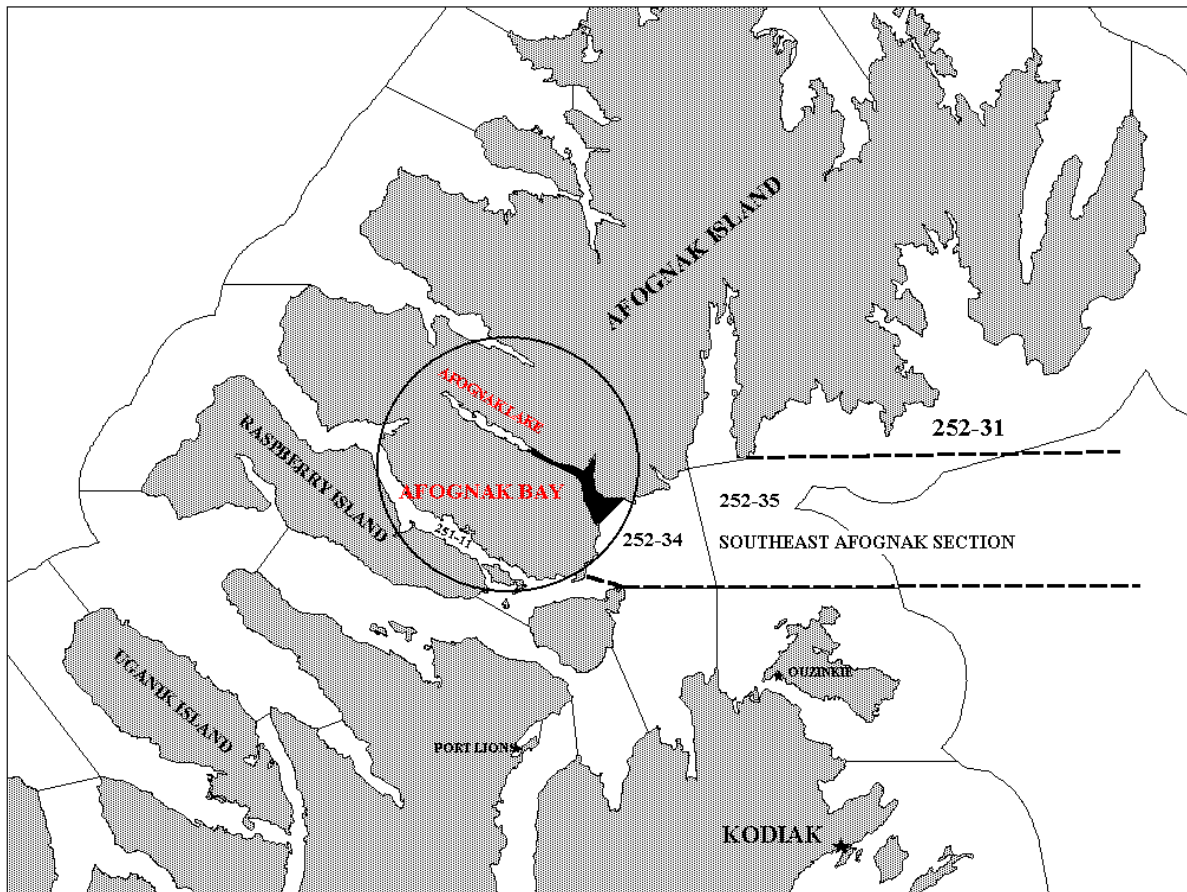 AFOGNAK ISLAND
AFOGNAK LAKE
RASPBERRY ISLAND
252-31
AFOGNAK BAY
252-35
251-11
252-34
SOUTHEAST AFOGNAK SECTION
UGANIK ISLAND
OUZINKIE
PORT LIONS
KODIAK